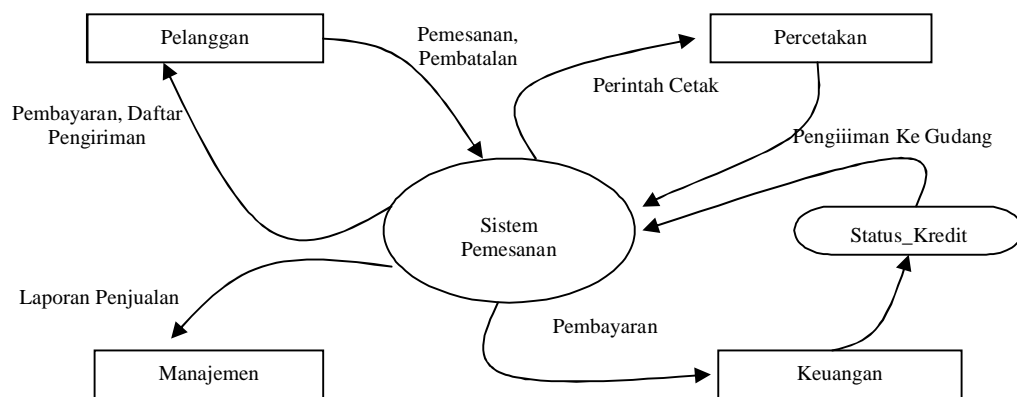 Pelanggan
Pemesanan,
Pembatalan
Percetakan
Perintah Cetak
Pembayaran, Daftar
Pengiriman
Pengiiiman Ke Gudang
Sistem
Pemesanan
Status_Kredit
Laporan Penjualan
Pembayaran
Manajemen
Keuangan